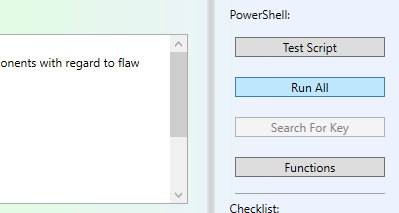 PowerShell:
onents with regard to flaw
Test Script
Run All
Search For Key
Functions
Checklist: